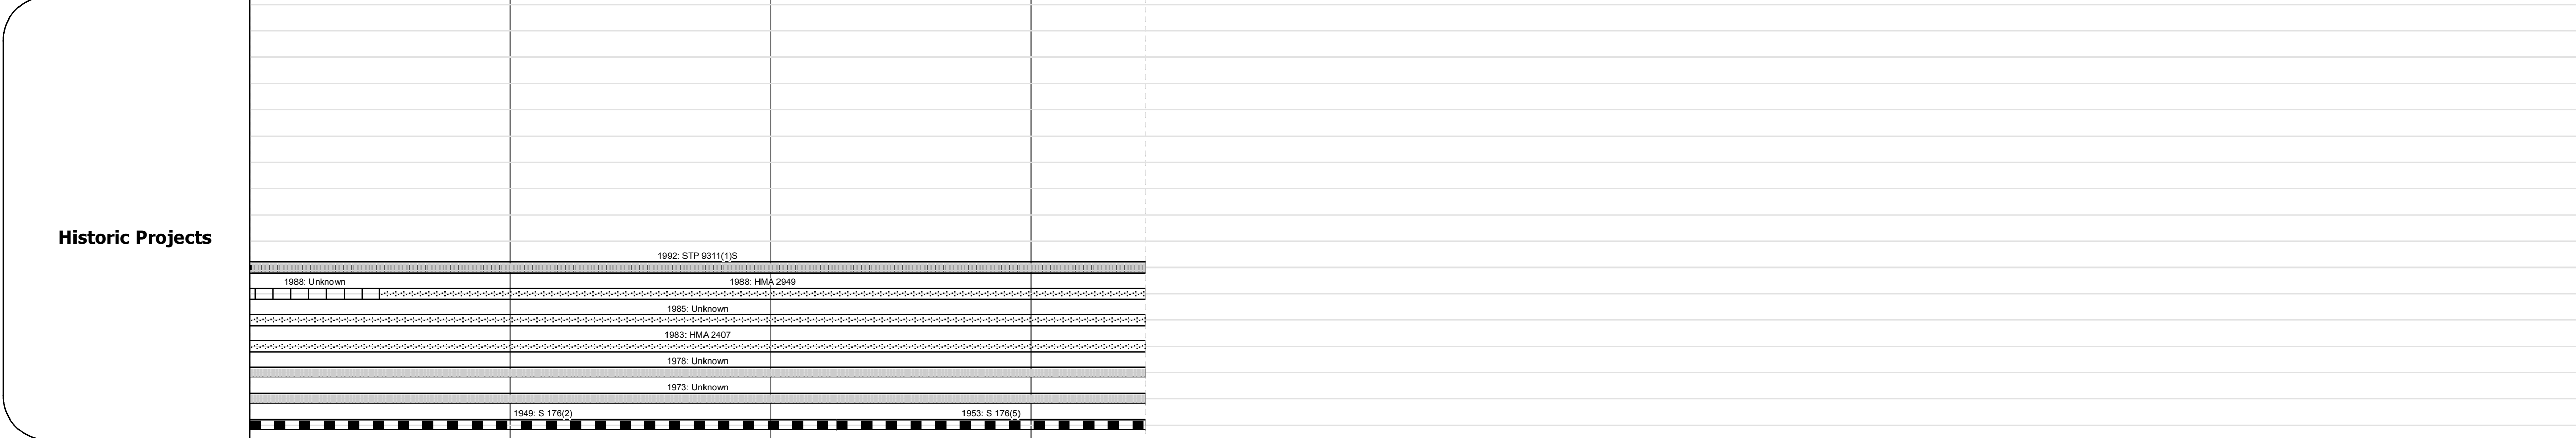 Historic Projects
1992: STP 9311(1)S
1988: Unknown
1988: HMA 2949
1985: Unknown
1983: HMA 2407
1978: Unknown
1973: Unknown
1949: S 176(2)
1953: S 176(5)